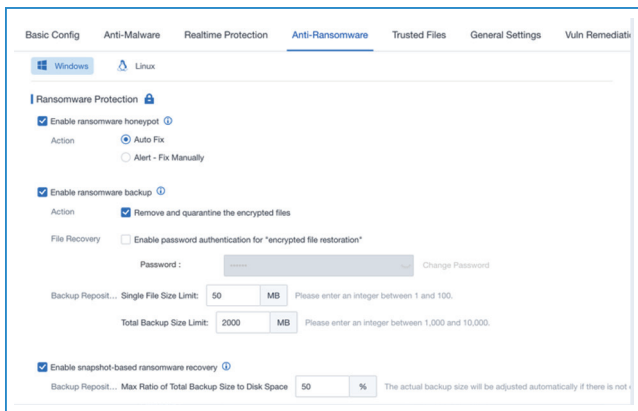 Basic Config Anti-Malware Realtime Protection Anti-Ransomware Trusted Files General Settings Vuln Remediati
Windows Linux
Ransomware Protection
Enable ransomware honeypot
Action Auto Fix
Alert - Fix Manually
Enable ransomware backup
Action Remove and quarantine the encrypted files
File Recovery Enable password authentication for "encrypted file restoration"
Password : Change Password
Backup Reposit... Single File Size Limit: 50 MB Please enter an integer between 1 and 100.
Total Backup Size Limit: 2000 MB Please enter an integer between 1,000 and 10,000.
Enable snapshot-based ransomware recovery
Backup Reposit... Max Ratio of Total Backup Size to Disk Space 50 % The actual backup size will be adjusted automatically if there is not